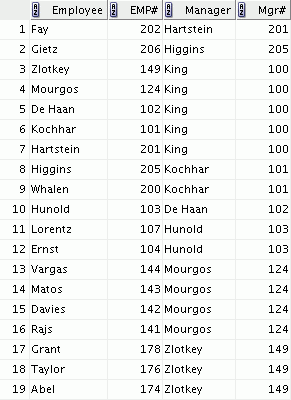 Employee EMP# Manager Mgr#
1 Fay 202 Hartstein 201
2 Gietz 206 Higgins 205
3 Zlotkey 149 King 100
4 Mourgos 124 King 100
5 De Haan 102 King 100
6 Kochhar 101 King 100
7 Hartstein 201 King 100
8 Higgins 205 Kochhar 101
9 Whalen 200 Kochhar 101
10 Hunold 103 De Haan 102
11 Lorentz 107 Hunold 103
12 Ernst 104 Hunold 103
13 Vargas 144 Mourgos 124
14 Matos 143 Mourgos 124
15 Davies 142 Mourgos 124
16 Rajs 141 Mourgos 124
17 Grant 178 Zlotkey 149
18 Taylor 176 Zlotkey 149
19 Abel 174 Zlotkey 149